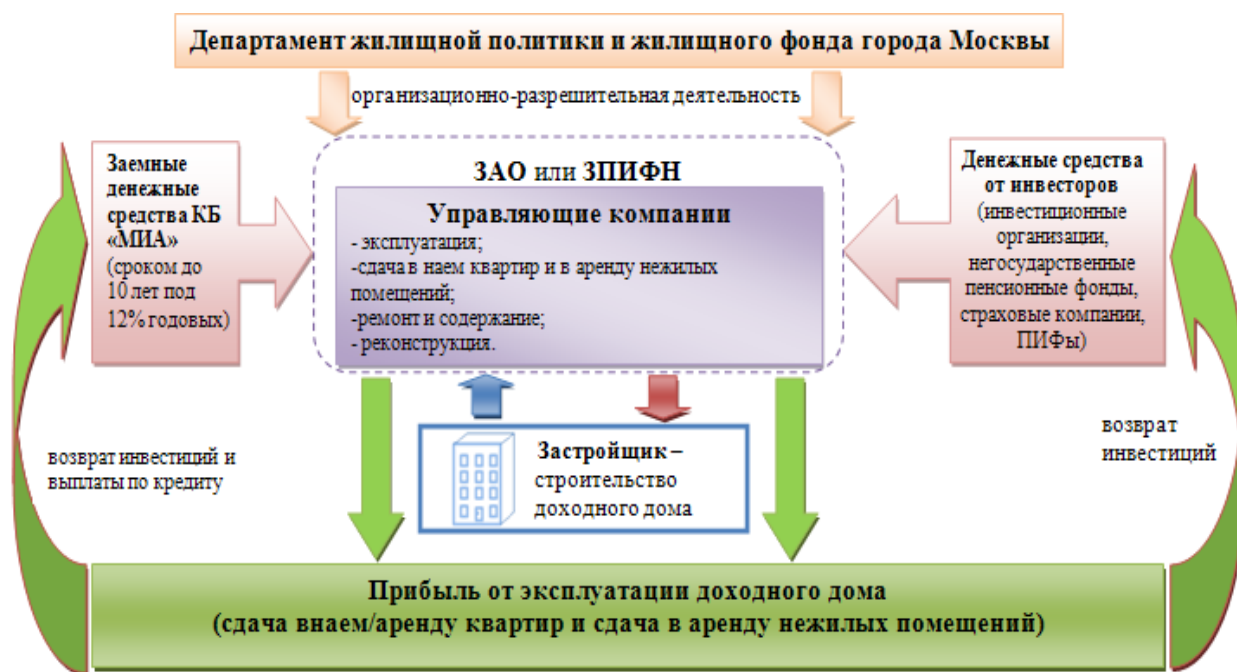 Департамент жилищной политики и жилищного фонда города Москвы
организационно-разрешительная деятельность
Заемные
денежные
средства КБ
«МИА»
(сроком до
10 лет под
12% годовых)
ЗАО или ЗПИФН
Управляющие компании
- эксплуатация;
-сдача в наем квартир и в аренду нежилых
помещений;
-ремонт и содержание;
- реконструкция.
Денежные средства
от инвесторов
(инвестиционные
организации,
негосударственные
пенсионные фонды,
страховые компании,
ПИФы)
Застройщик –
строительство
доходного дома
возврат инвестиций и
выплаты по кредиту
возврат
инвестиций
Прибыль от эксплуатации доходного дома
(сдача внаем/аренду квартир и сдача в аренду нежилых помещений)